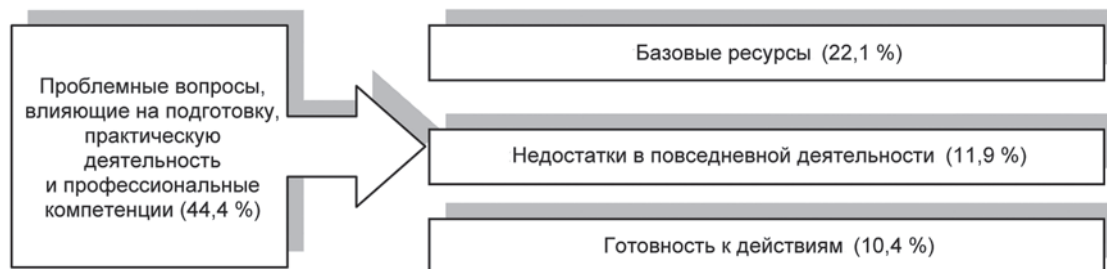 Проблемные вопросы,
влияющие на подготовку,
практическую
деятельность
и профессиональные
компетенции (44,4 %)
Базовые ресурсы (22,1 %)
Недостатки в повседневной деятельности (11,9 %)
Готовность к действиям (10,4 %)